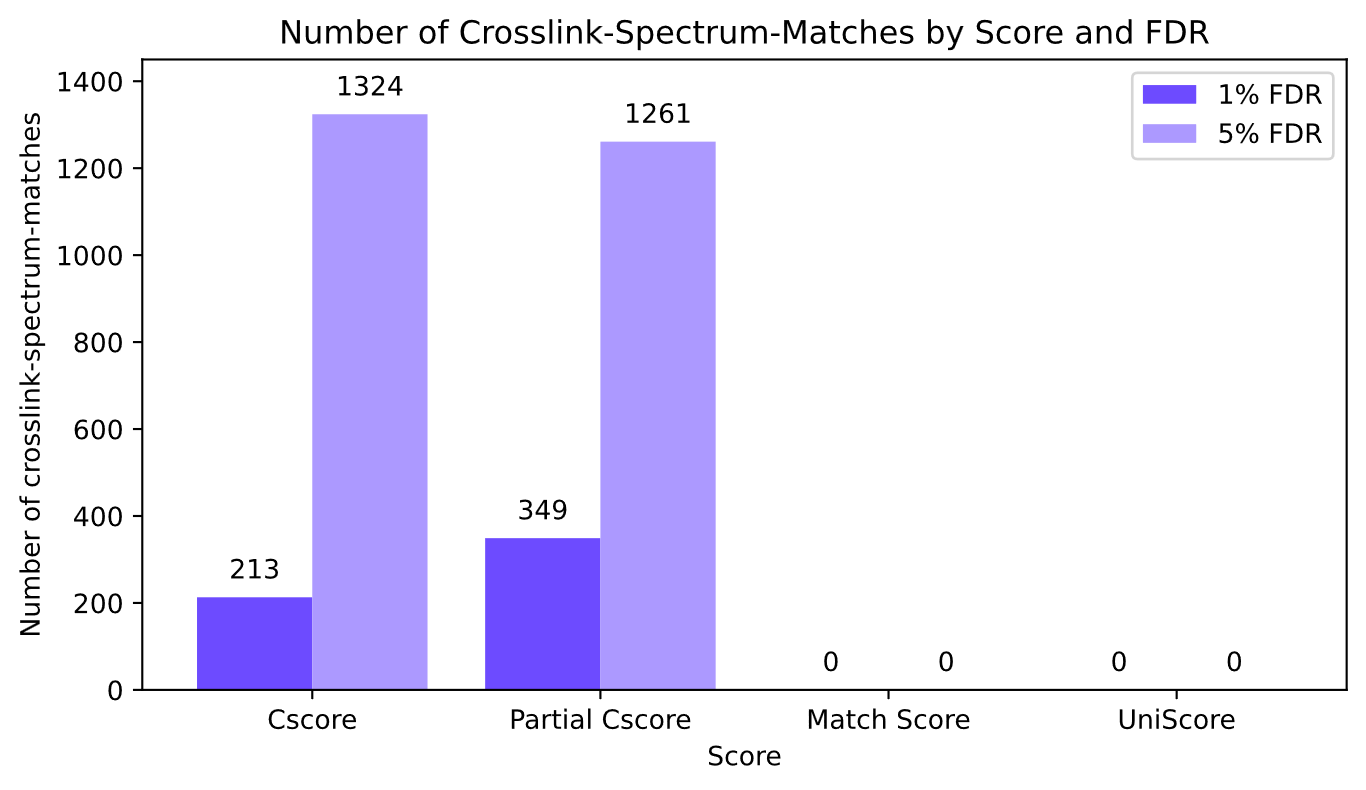 Number of Crosslink-Spectrum-Matches by Score and FDR
Number of crosslink-spectrum-matches
1400
1200
1000
800
600
400
200
0
1324
1261
213
349
0
0
0
0
1% FDR
5% FDR
Cscore
Partial Cscore
Match Score
UniScore
Score